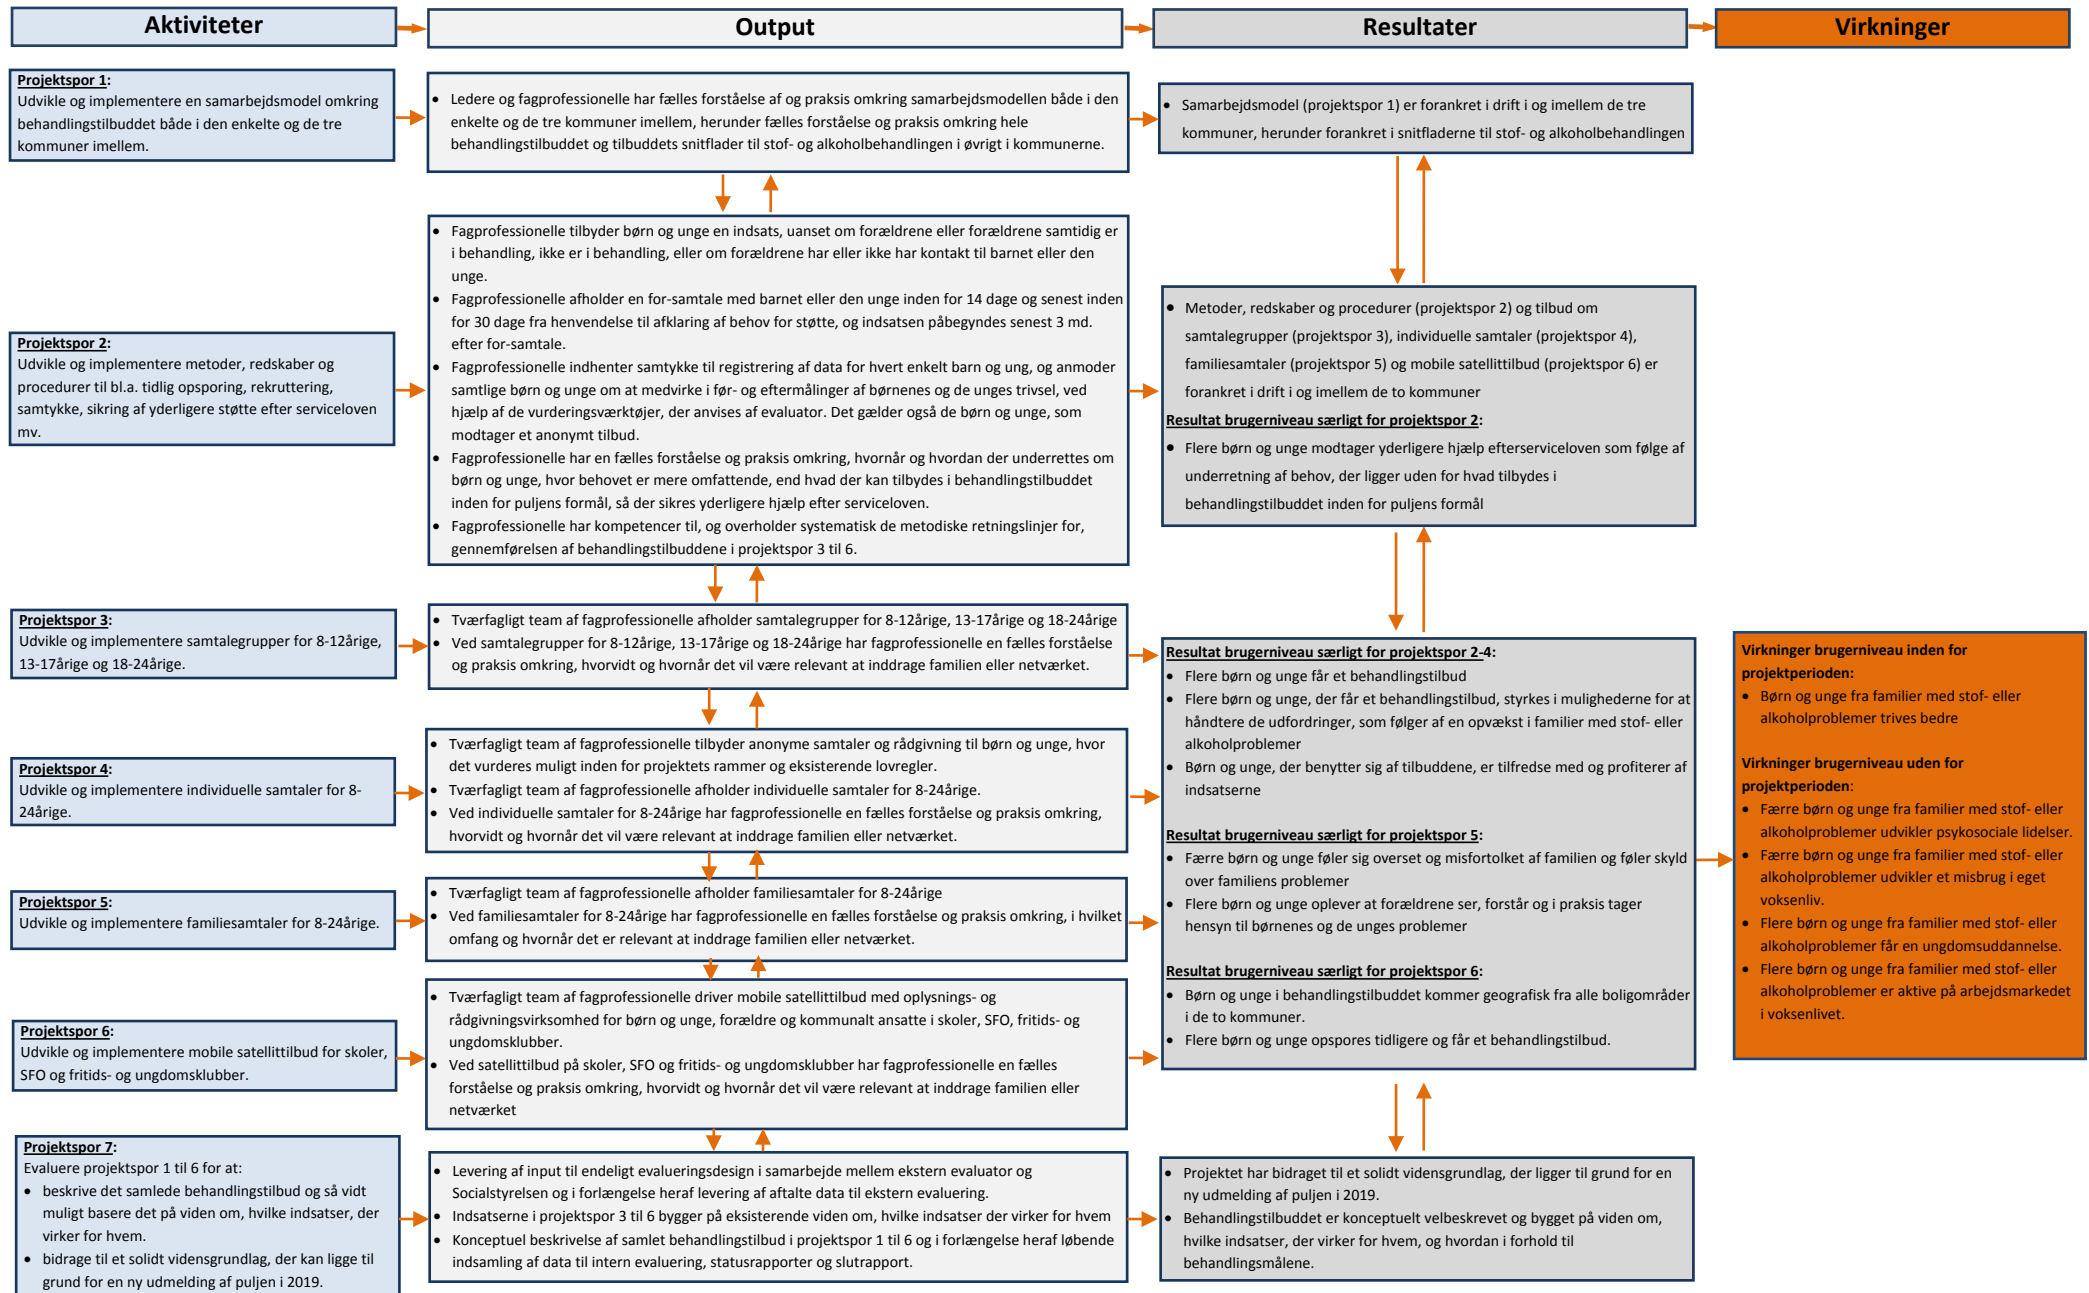 Aktiviteter
Output
Resultater
Virkninger
Projektspor 1:
Udvikle og implementere en samarbejdsmodel omkring
behandlingstilbuddet både i den enkelte og de tre
kommuner imellem.
• Ledere og fagprofessionelle har fælles forståelse af og praksis omkring samarbejdsmodellen både i den
enkelte og de tre kommuner imellem, herunder fælles forståelse og praksis omkring hele
behandlingstilbuddet og tilbuddets snitflader til stof- og alkoholbehandlingen i øvrigt i kommunerne.
• Samarbejdsmodel (projektspor 1) er forankret i drift i og imellem de tre
kommuner, herunder forankret i snitfladerne til stof- og alkoholbehandlingen
Projektspor 2:
Udvikle og implementere metoder, redskaber og
procedurer til bl.a. tidlig opsporing, rekruttering,
samtykke, sikring af yderligere støtte efter serviceloven
mv.
• Fagprofessionelle tilbyder børn og unge en indsats, uanset om forældrene eller forældrene samtidig er
i behandling, ikke er i behandling, eller om forældrene har eller ikke har kontakt til barnet eller den
unge.
• Fagprofessionelle afholder en for-samtale med barnet eller den unge inden for 14 dage og senest inden
for 30 dage fra henvendelse til afklaring af behov for støtte, og indsatsen påbegyndes senest 3 md.
efter for-samtale.
• Fagprofessionelle indhenter samtykke til registrering af data for hvert enkelt barn og ung, og anmoder
samtlige børn og unge om at medvirke i før- og eftermålinger af børnenes og de unges trivsel, ved
hjælp af de vurderingsværktøjer, der anvises af evaluator. Det gælder også de børn og unge, som
modtager et anonymt tilbud.
• Fagprofessionelle har en fælles forståelse og praksis omkring, hvornår og hvordan der underrettes om
børn og unge, hvor behovet er mere omfattende, end hvad der kan tilbydes i behandlingstilbuddet
inden for puljens formål, så der sikres yderligere hjælp efter serviceloven.
• Fagprofessionelle har kompetencer til, og overholder systematisk de metodiske retningslinjer for,
gennemførelsen af behandlingstilbuddene i projektspor 3 til 6.
• Metoder, redskaber og procedurer (projektspor 2) og tilbud om
samtalegrupper (projektspor 3), individuelle samtaler (projektspor 4),
familiesamtaler (projektspor 5) og mobile satellittilbud (projektspor 6) er
forankret i drift i og imellem de to kommuner
Resultat brugerniveau særligt for projektspor 2:
• Flere børn og unge modtager yderligere hjælp efterserviceloven som følge af
underretning af behov, der ligger uden for hvad tilbydes i
behandlingstilbuddet inden for puljens formål
Projektspor 3:
Udvikle og implementere samtalegrupper for 8-12årige,
13-17årige og 18-24årige.
• Tværfagligt team af fagprofessionelle afholder samtalegrupper for 8-12årige, 13-17årige og 18-24årige
• Ved samtalegrupper for 8-12årige, 13-17årige og 18-24årige har fagprofessionelle en fælles forståelse
og praksis omkring, hvorvidt og hvornår det vil være relevant at inddrage familien eller netværket.
Projektspor 4:
Udvikle og implementere individuelle samtaler for 8-
24årige.
• Tværfagligt team af fagprofessionelle tilbyder anonyme samtaler og rådgivning til børn og unge, hvor
det vurderes muligt inden for projektets rammer og eksisterende lovregler.
• Tværfagligt team af fagprofessionelle afholder individuelle samtaler for 8-24årige.
• Ved individuelle samtaler for 8-24årige har fagprofessionelle en fælles forståelse og praksis omkring,
hvorvidt og hvornår det vil være relevant at inddrage familien eller netværket.
Projektspor 5:
Udvikle og implementere familiesamtaler for 8-24årige.
• Tværfagligt team af fagprofessionelle afholder familiesamtaler for 8-24årige
• Ved familiesamtaler for 8-24årige har fagprofessionelle en fælles forståelse og praksis omkring, i hvilket
omfang og hvornår det er relevant at inddrage familien eller netværket.
Projektspor 6:
Udvikle og implementere mobile satellittilbud for skoler,
SFO og fritids- og ungdomsklubber.
• Tværfagligt team af fagprofessionelle driver mobile satellittilbud med oplysnings- og
rådgivningsvirksomhed for børn og unge, forældre og kommunalt ansatte i skoler, SFO, fritids- og
ungdomsklubber.
• Ved satellittilbud på skoler, SFO og fritids- og ungdomsklubber har fagprofessionelle en fælles
forståelse og praksis omkring, hvorvidt og hvornår det vil være relevant at inddrage familien eller
netværket
Resultat brugerniveau særligt for projektspor 2-4:
• Flere børn og unge får et behandlingstilbud
• Flere børn og unge, der får et behandlingstilbud, styrkes i mulighederne for at
håndtere de udfordringer, som følger af en opvækst i familier med stof- eller
alkoholproblemer
• Børn og unge, der benytter sig af tilbuddene, er tilfredse med og profiterer af
indsatserne
Resultat brugerniveau særligt for projektspor 5:
• Færre børn og unge føler sig overset og misfortolket af familien og føler skyld
over familiens problemer
• Flere børn og unge oplever at forældrene ser, forstår og i praksis tager
hensyn til børnenes og de unges problemer
Resultat brugerniveau særligt for projektspor 6:
• Børn og unge i behandlingstilbuddet kommer geografisk fra alle boligområder
i de to kommuner.
• Flere børn og unge opspores tidligere og får et behandlingstilbud.
Virkninger brugerniveau inden for
projektperioden:
• Børn og unge fra familier med stof- eller
alkoholproblemer trives bedre
Virkninger brugerniveau uden for
projektperioden:
• Færre børn og unge fra familier med stof- eller
alkoholproblemer udvikler psykosociale lidelser.
• Færre børn og unge fra familier med stof- eller
alkoholproblemer udvikler et misbrug i eget
voksenliv.
• Flere børn og unge fra familier med stof- eller
alkoholproblemer får en ungdomsuddannelse.
• Flere børn og unge fra familier med stof- eller
alkoholproblemer er aktive på arbejdsmarkedet
i voksenlivet.
Projektspor 7:
Evaluere projektspor 1 til 6 for at:
• beskrive det samlede behandlingstilbud og så vidt
muligt basere det på viden om, hvilke indsatser, der
virker for hvem.
• bidrage til et solidt vidensgrundlag, der kan ligge til
grund for en ny udmelding af puljen i 2019.
• Levering af input til endeligt evalueringsdesign i samarbejde mellem ekstern evaluator og
Socialstyrelsen og i forlængelse heraf levering af aftalte data til ekstern evaluering.
• Indsatserne i projektspor 3 til 6 bygger på eksisterende viden om, hvilke indsatser der virker for hvem
• Konceptuel beskrivelse af samlet behandlingstilbud i projektspor 1 til 6 og i forlængelse heraf løbende
indsamling af data til intern evaluering, statusrapporter og slutrapport.
• Projektet har bidraget til et solidt vidensgrundlag, der ligger til grund for en
ny udmelding af puljen i 2019.
• Behandlingstilbuddet er konceptuelt velbeskrevet og bygget på viden om,
hvilke indsatser, der virker for hvem, og hvordan i forhold til
behandlingsmålene.